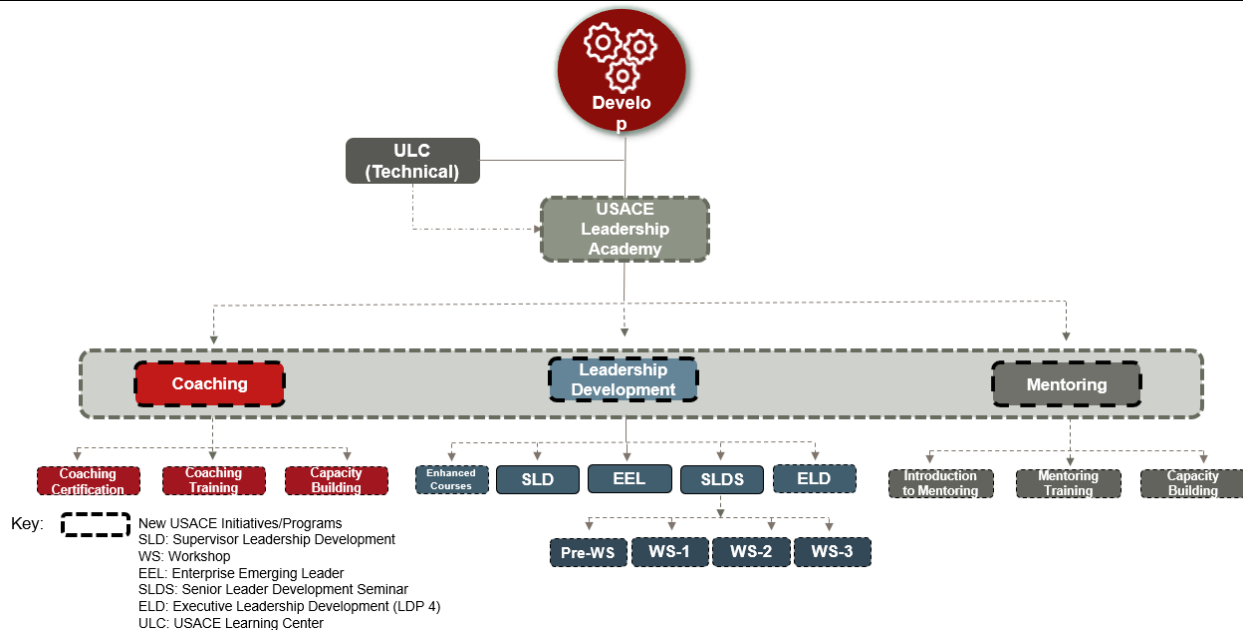 Develo
p
ULC
(Technical)
USACE
Leadership
Academy
Coaching
Leadership
Development
Mentoring
Coaching
Certification
Coaching
Training
Capacity
Building
Enhanced
Courses
SLD
EEL
SLDS
ELD
Introduction
to Mentoring
Mentoring
Training
Capacity
Building
Pre-WS
WS-1
WS-2
WS-3
Key:
New USACE Initiatives/Programs
SLD: Supervisor Leadership Development
WS: Workshop
EEL: Enterprise Emerging Leader
SLDS: Senior Leader Development Seminar
ELD: Executive Leadership Development (LDP 4)
ULC: USACE Learning Center